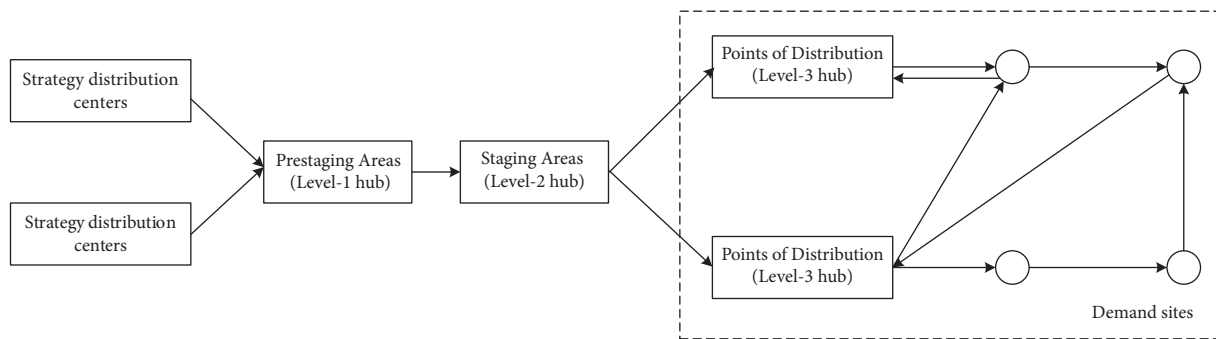 Strategy distribution
centers
Strategy distribution
centers
Prestaging Areas
(Level-1 hub)
Staging Areas
(Level-2 hub)
Points of Distribution
(Level-3 hub)
Points of Distribution
(Level-3 hub)
Demand sites